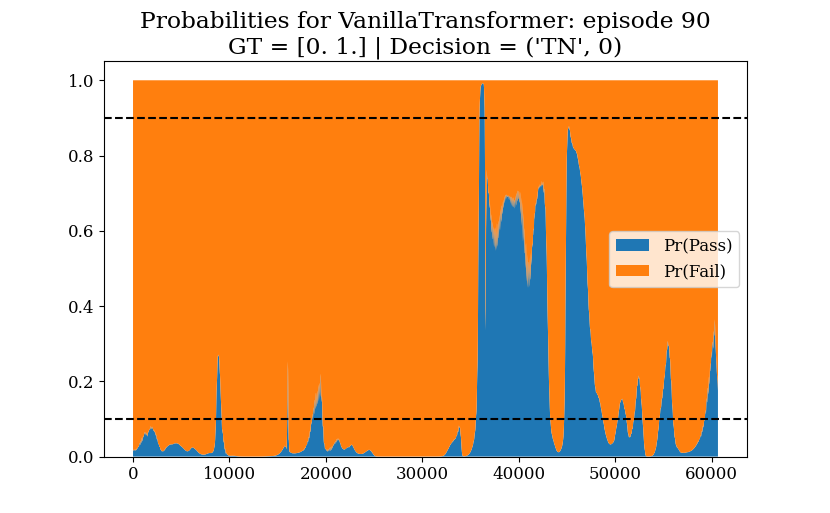 Probabilities for VanillaTransformer: episode 90
GT = [0. 1.] | Decision = ('TN', 0)
1.0
0.8
0.6
0.4
0.2
0.0
Pr(Pass)
Pr(Fail)
0 10000 20000 30000 40000 50000 60000